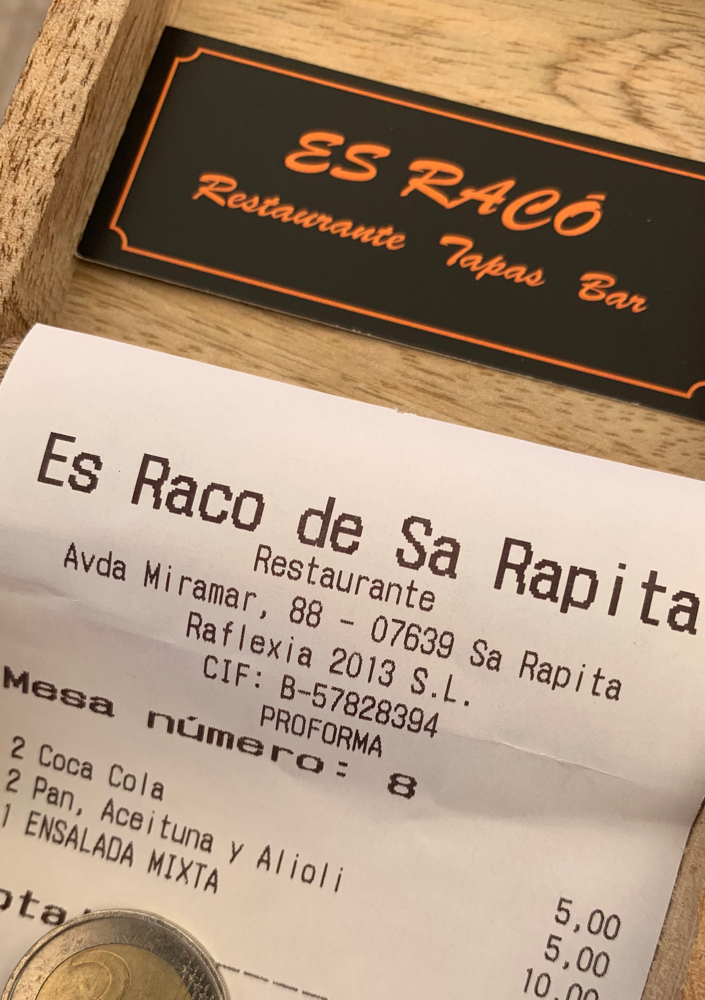 ES RACÓ
Restaurante Tapas Bar
Es Raco de Sa Rapita
Restaurante
Avda Miramar, 88 - 07639 Sa Rapita
Raflexia 2013 S.L.
CIF: B-57828394
PROFORMA
Mesa número: 8
2 Coca Cola 5,00
2 Pan, Aceituna y Alioli 5,00
1 ENSALADA MIXTA 10,00